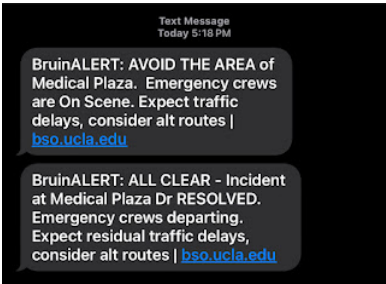 Text Message
Today 5:18 PM
BruinALERT: AVOID THE AREA of
Medical Plaza.  Emergency crews
are On Scene. Expect traffic
delays, consider alt routes |
bso.ucla.edu
BruinALERT: ALL CLEAR - Incident
at Medical Plaza Dr RESOLVED.
Emergency crews departing.
Expect residual traffic delays,
consider alt routes | bso.ucla.edu